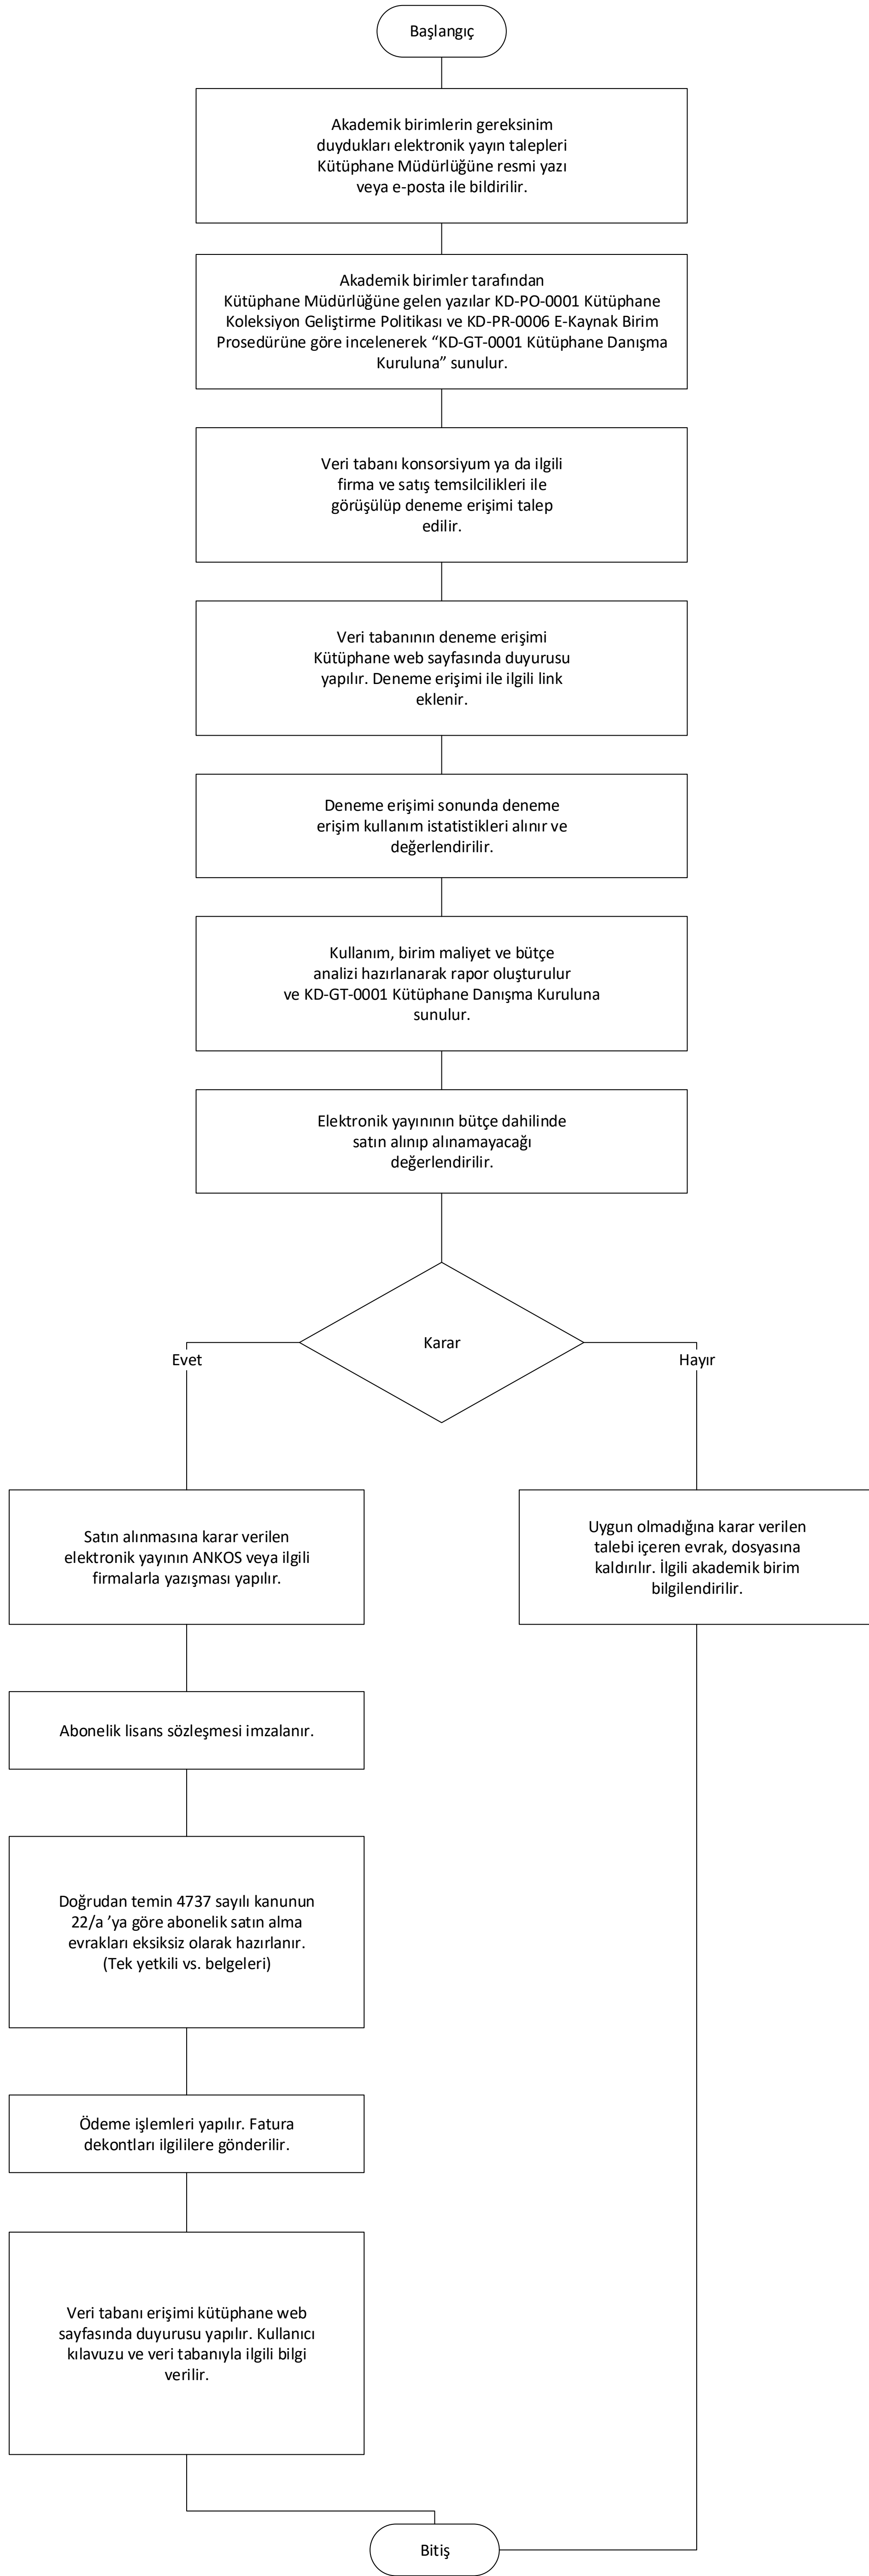 Başlangıç
Akademik birimlerin gereksinim
duydukları elektronik yayın talepleri
Kütüphane Müdürlüğüne resmi yazı
veya e-posta ile bildirilir.
Akademik birimler tarafından
Kütüphane Müdürlüğüne gelen yazılar KD-PO-0001 Kütüphane
Koleksiyon Geliştirme Politikası ve KD-PR-0006 E-Kaynak Birim
Prosedürüne göre incelenerek “KD-GT-0001 Kütüphane Danışma
Kuruluna” sunulur.
Veri tabanı konsorsiyum ya da ilgili
firma ve satış temsilcilikleri ile
görüşülüp deneme erişimi talep
edilir.
Veri tabanının deneme erişimi
Kütüphane web sayfasında duyurusu
yapılır. Deneme erişimi ile ilgili link
eklenir.
Deneme erişimi sonunda deneme
erişim kullanım istatistikleri alınır ve
değerlendirilir.
Kullanım, birim maliyet ve bütçe
analizi hazırlanarak rapor oluşturulur
ve KD-GT-0001 Kütüphane Danışma Kuruluna
sunulur.
Elektronik yayınının bütçe dahilinde
satın alınıp alınamayacağı
değerlendirilir.
Karar
Evet
Hayır
Satın alınmasına karar verilen
elektronik yayının ANKOS veya ilgili
firmalarla yazışması yapılır.
Uygun olmadığına karar verilen
talebi içeren evrak, dosyasına
kaldırılır. İlgili akademik birim
bilgilendirilir.
Abonelik lisans sözleşmesi imzalanır.
Doğrudan temin 4737 sayılı kanunun
22/a ’ya göre abonelik satın alma
evrakları eksiksiz olarak hazırlanır.
(Tek yetkili vs. belgeleri)
Ödeme işlemleri yapılır. Fatura
dekontları ilgililere gönderilir.
Veri tabanı erişimi kütüphane web
sayfasında duyurusu yapılır. Kullanıcı
kılavuzu ve veri tabanıyla ilgili bilgi
verilir.
Bitiş